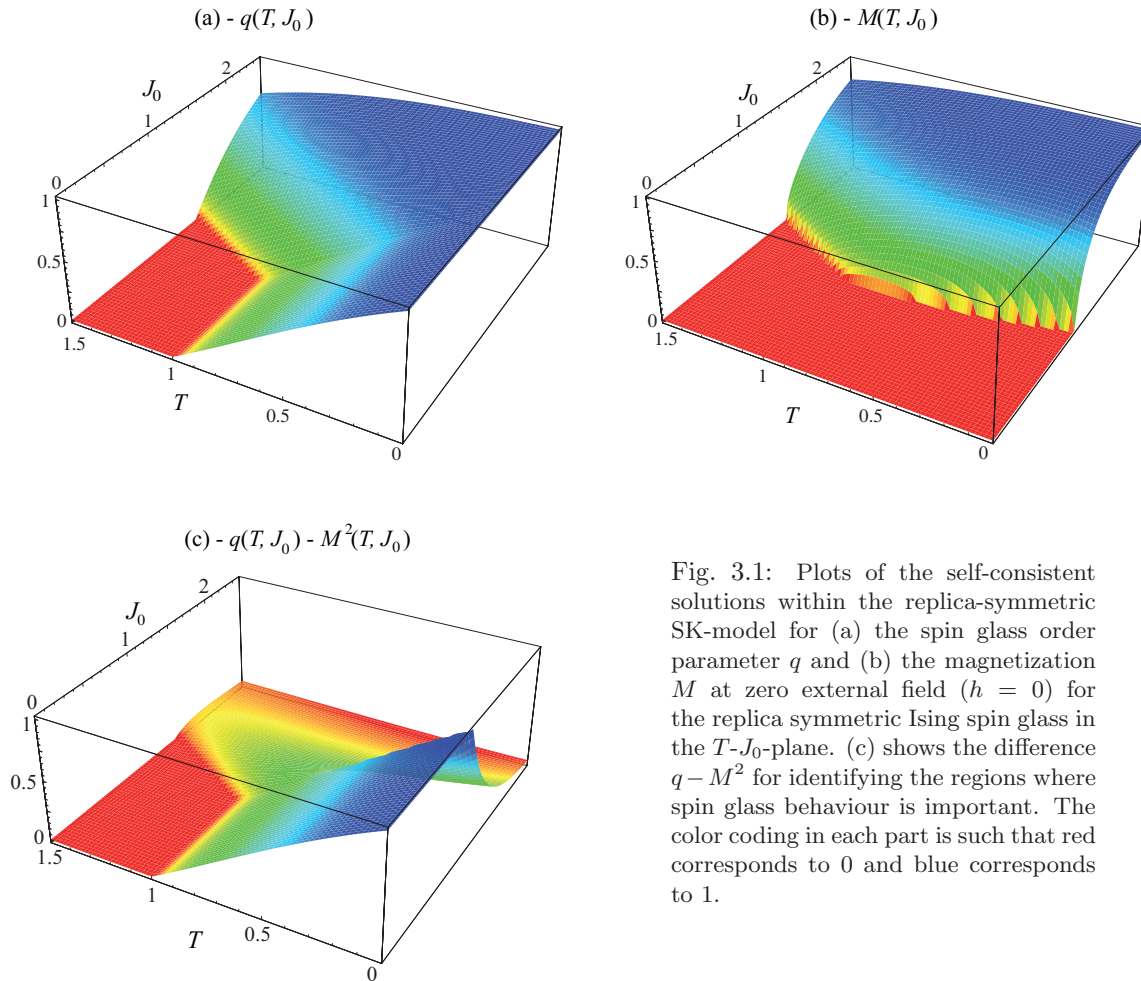 (a) - q(T, J₀)
2
J₀
1
0
1
0.5
0
1.5
1
T
0.5
0
(b) - M(T, J₀)
2
J₀
1
0
1
0.5
0
1.5
1
T
0.5
0
(c) - q(T, J₀) - M²(T, J₀)
2
J₀
1
0
1
0.5
0
1.5
1
T
0.5
0
Fig. 3.1: Plots of the self-consistent
solutions within the replica-symmetric
SK-model for (a) the spin glass order
parameter q and (b) the magnetization
M at zero external field (h = 0) for
the replica symmetric Ising spin glass in
the T-J₀-plane. (c) shows the difference
q − M² for identifying the regions where
spin glass behaviour is important. The
color coding in each part is such that red
corresponds to 0 and blue corresponds
to 1.